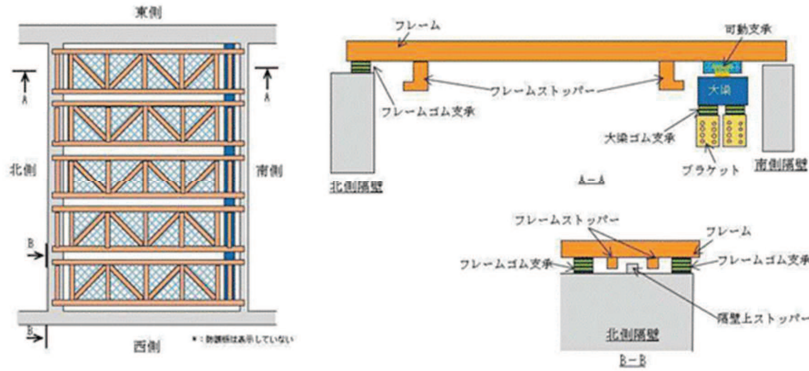 東側
A
A
北側
南側
B
B
西側
＊：防護板は表示していない
フレーム
可動支承
大梁
フレームストッパー
フレームゴム支承
大梁ゴム支承
ブラケット
北側隔壁
南側隔壁
A-A
フレームストッパー
フレーム
フレームゴム支承
フレームゴム支承
隔壁上ストッパー
北側隔壁
B-B